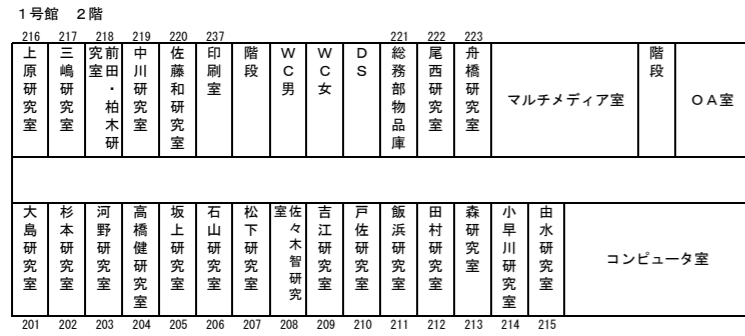 １号館　２階
216 217 218 219 220 237 221 222 223
上原研究室
三嶋研究室
前田・柏木研究室
中川研究室
佐藤和研究室
印刷室
階段
ＷＣ男
ＷＣ女
ＤＳ
総務部物品庫
尾西研究室
舟橋研究室
マルチメディア室
階段
ＯＡ室
大島研究室
杉本研究室
河野研究室
高橋健研究室
坂上研究室
石山研究室
松下研究室
佐々木智研究室
吉江研究室
戸佐研究室
飯浜研究室
田村研究室
森研究室
小早川研究室
由水研究室
コンピュータ室
201 202 203 204 205 206 207 208 209 210 211 212 213 214 215